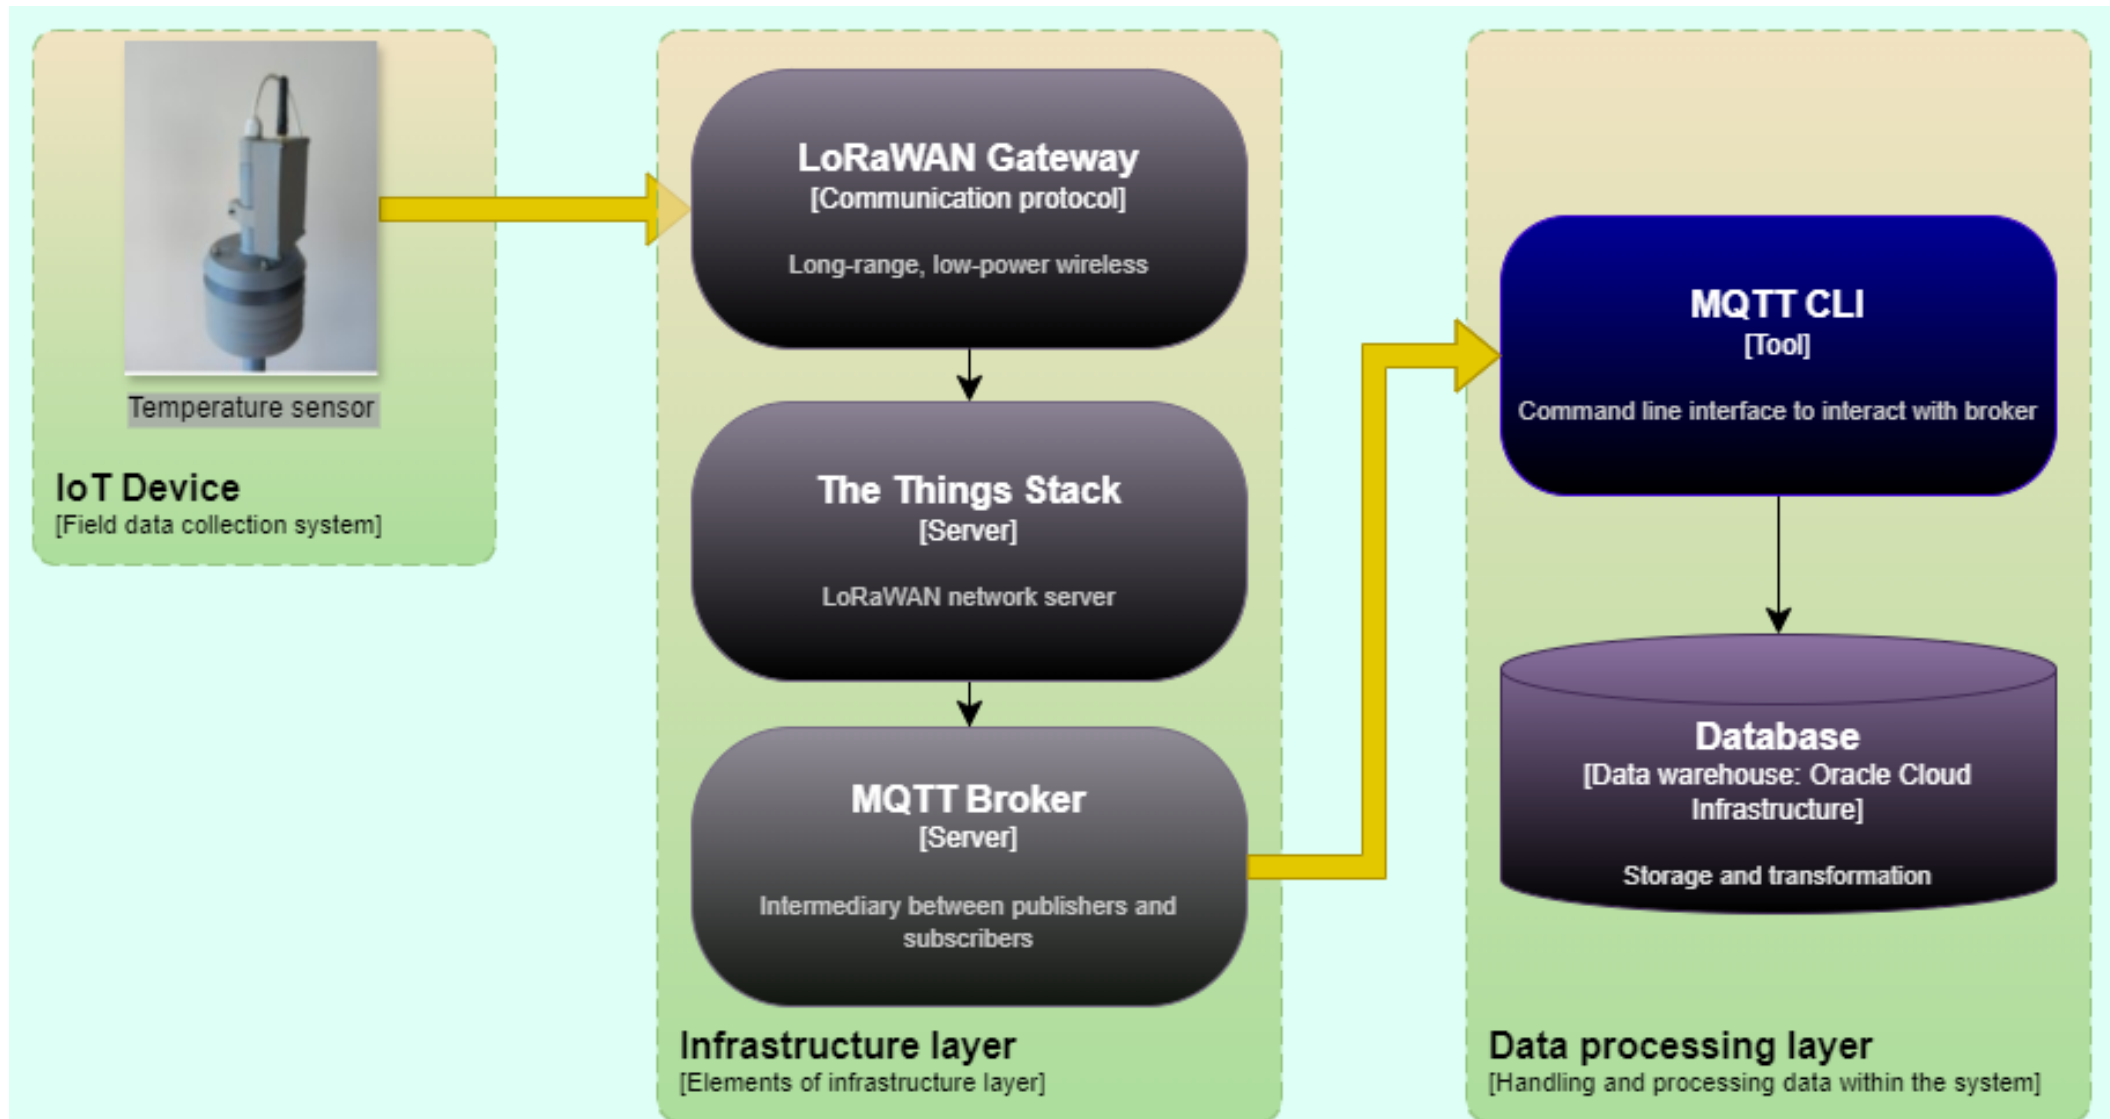 Temperature sensor
IoT Device
[Field data collection system]
LoRaWAN Gateway
[Communication protocol]
Long-range, low-power wireless
The Things Stack
[Server]
LoRaWAN network server
MQTT Broker
[Server]
Intermediary between publishers and
subscribers
Infrastructure layer
[Elements of infrastructure layer]
MQTT CLI
[Tool]
Command line interface to interact with broker
Database
[Data warehouse: Oracle Cloud
Infrastructure]
Storage and transformation
Data processing layer
[Handling and processing data within the system]